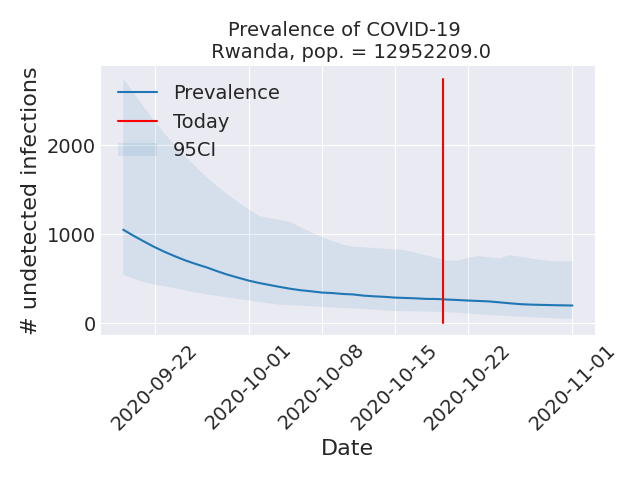 Prevalence of COVID-19
Rwanda, pop. = 12952209.0
# undetected infections
2000
1000
0
Prevalence
Today
95CI
2020-09-22
2020-10-01
2020-10-08
2020-10-15
2020-10-22
2020-11-01
Date